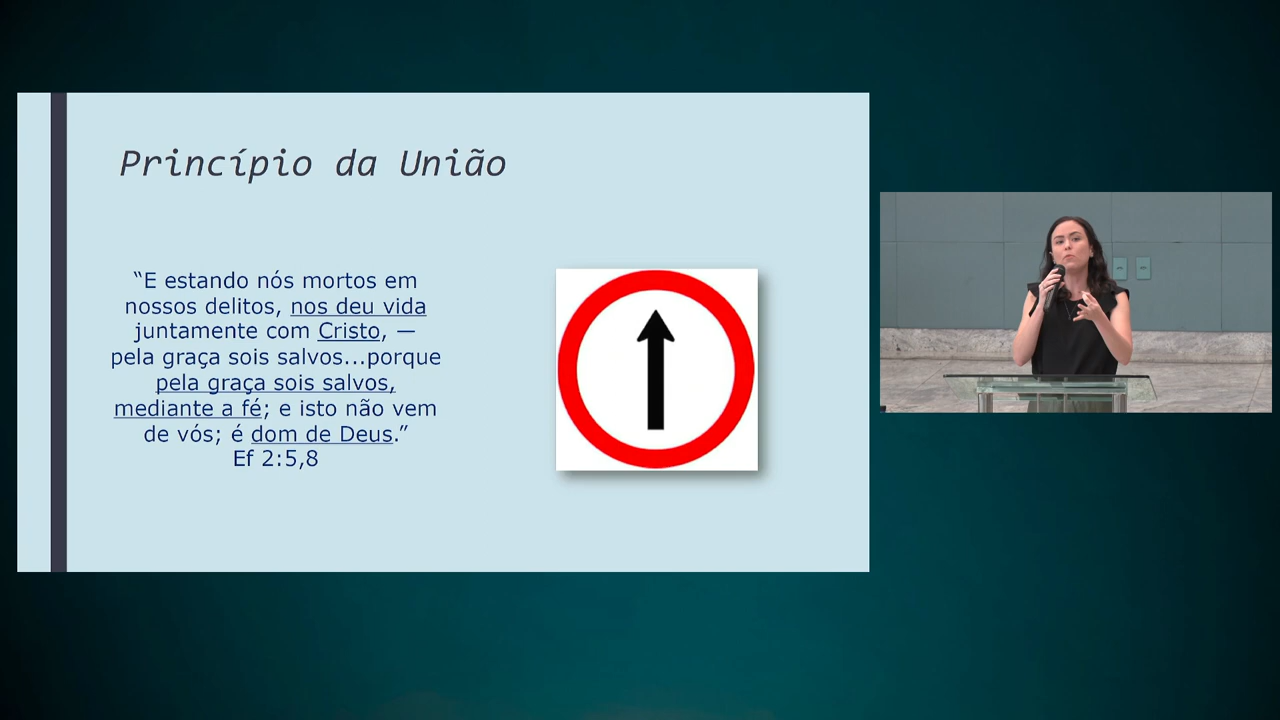 Princípio da União
“E estando nós mortos em
nossos delitos, nos deu vida
juntamente com Cristo, —
pela graça sois salvos...porque
pela graça sois salvos,
mediante a fé; e isto não vem
de vós; é dom de Deus.”
Ef 2:5,8